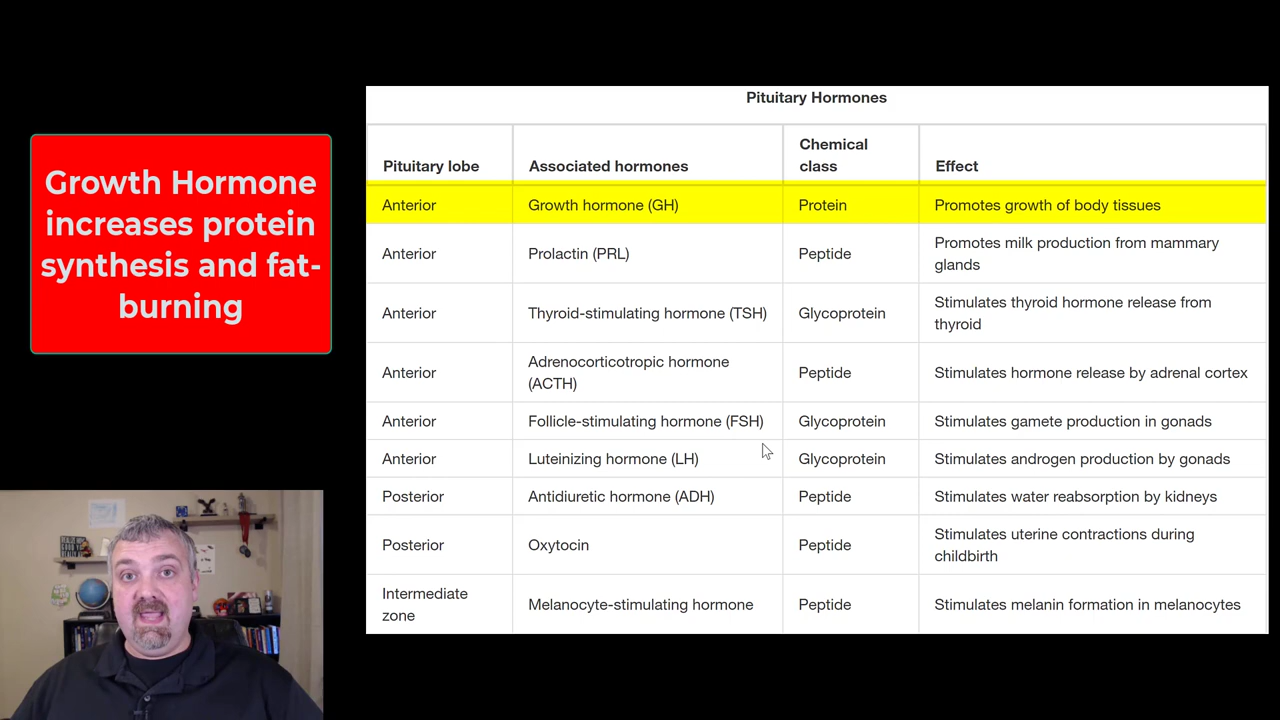 Growth Hormone
increases protein
synthesis and fat-
burning
Pituitary Hormones
Pituitary lobe Associated hormones Chemical class Effect
Anterior Growth hormone (GH) Protein Promotes growth of body tissues
Anterior Prolactin (PRL) Peptide Promotes milk production from mammary
glands
Anterior Thyroid-stimulating hormone (TSH) Glycoprotein Stimulates thyroid hormone release from
thyroid
Anterior Adrenocorticotropic hormone
(ACTH) Peptide Stimulates hormone release by adrenal cortex
Anterior Follicle-stimulating hormone (FSH) Glycoprotein Stimulates gamete production in gonads
Anterior Luteinizing hormone (LH) Glycoprotein Stimulates androgen production by gonads
Posterior Antidiuretic hormone (ADH) Peptide Stimulates water reabsorption by kidneys
Posterior Oxytocin Peptide Stimulates uterine contractions during
childbirth
Intermediate
zone Melanocyte-stimulating hormone Peptide Stimulates melanin formation in melanocytes